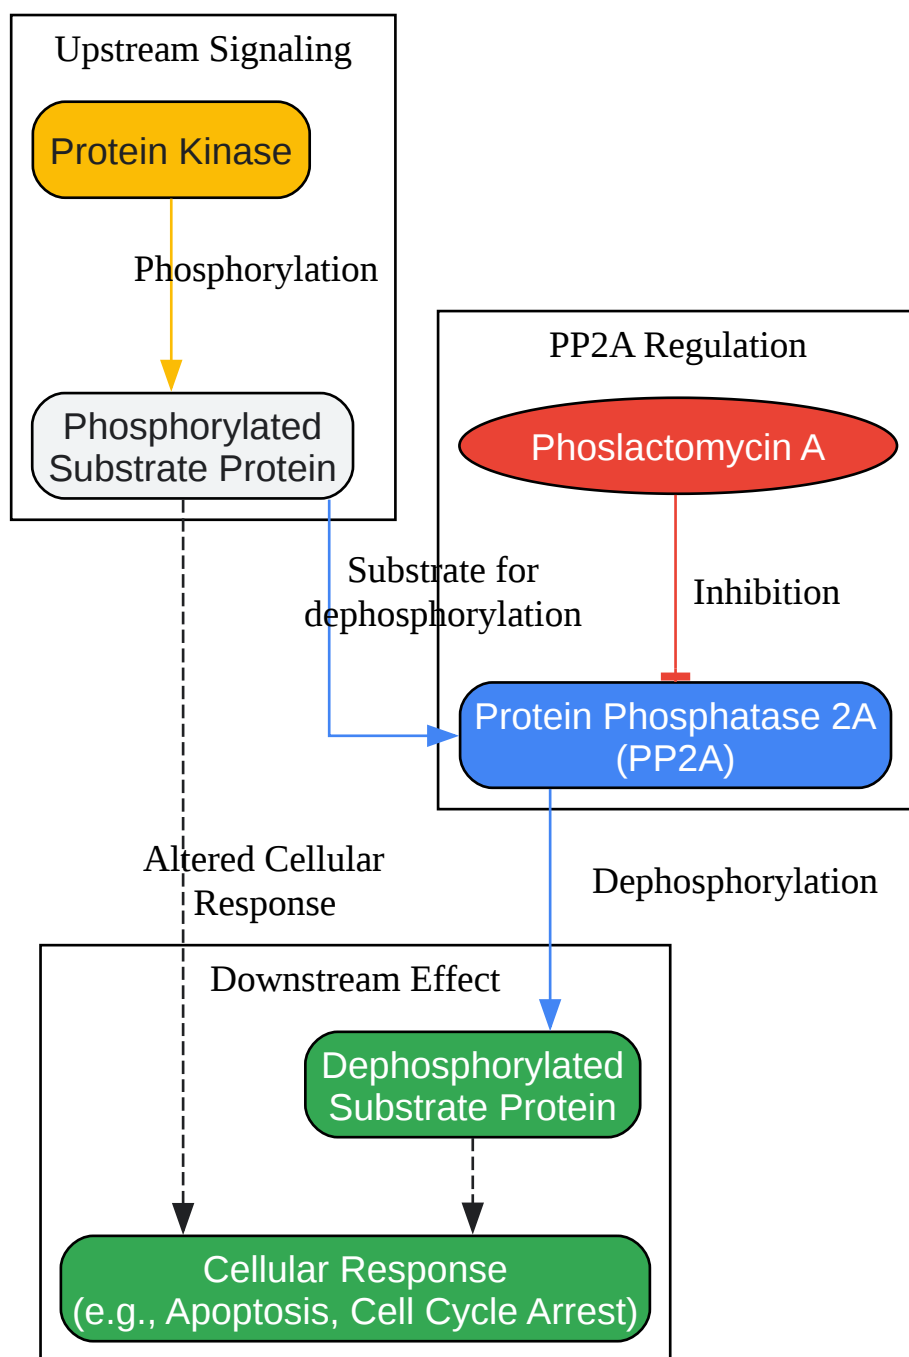 Upstream Signaling
Protein Kinase
Phosphorylation
Phosphorylated
Substrate Protein
PP2A Regulation
Phoslactomycin A
Substrate for
dephosphorylation
Inhibition
Protein Phosphatase 2A
(PP2A)
Altered Cellular
Response
Dephosphorylation
Downstream Effect
Dephosphorylated
Substrate Protein
Cellular Response
(e.g., Apoptosis, Cell Cycle Arrest)